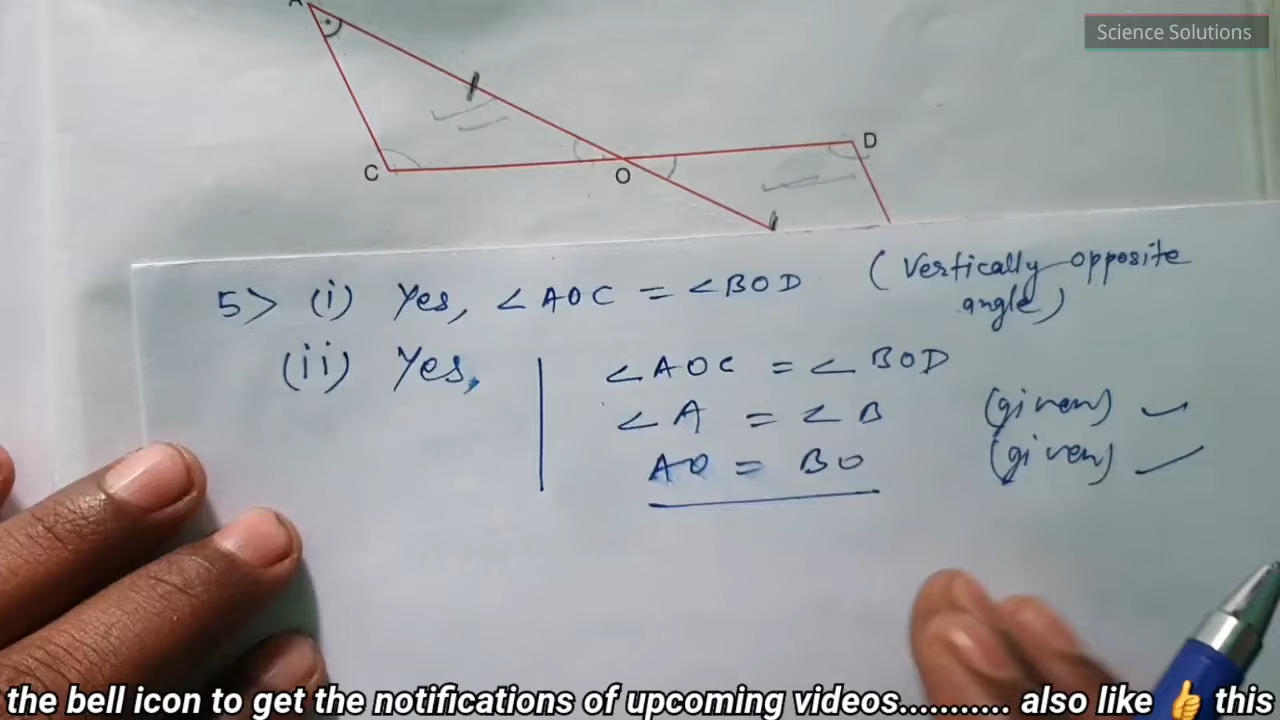 A
Science Solutions
D
C
O
5> (i) Yes, ∠AOC = ∠BOD (Vertically opposite
angle)
(ii) Yes, ∠AOC = ∠BOD
∠A = ∠B (given)
AO = BO (given)
the bell icon to get the notifications of upcoming videos........... also like 👍 this